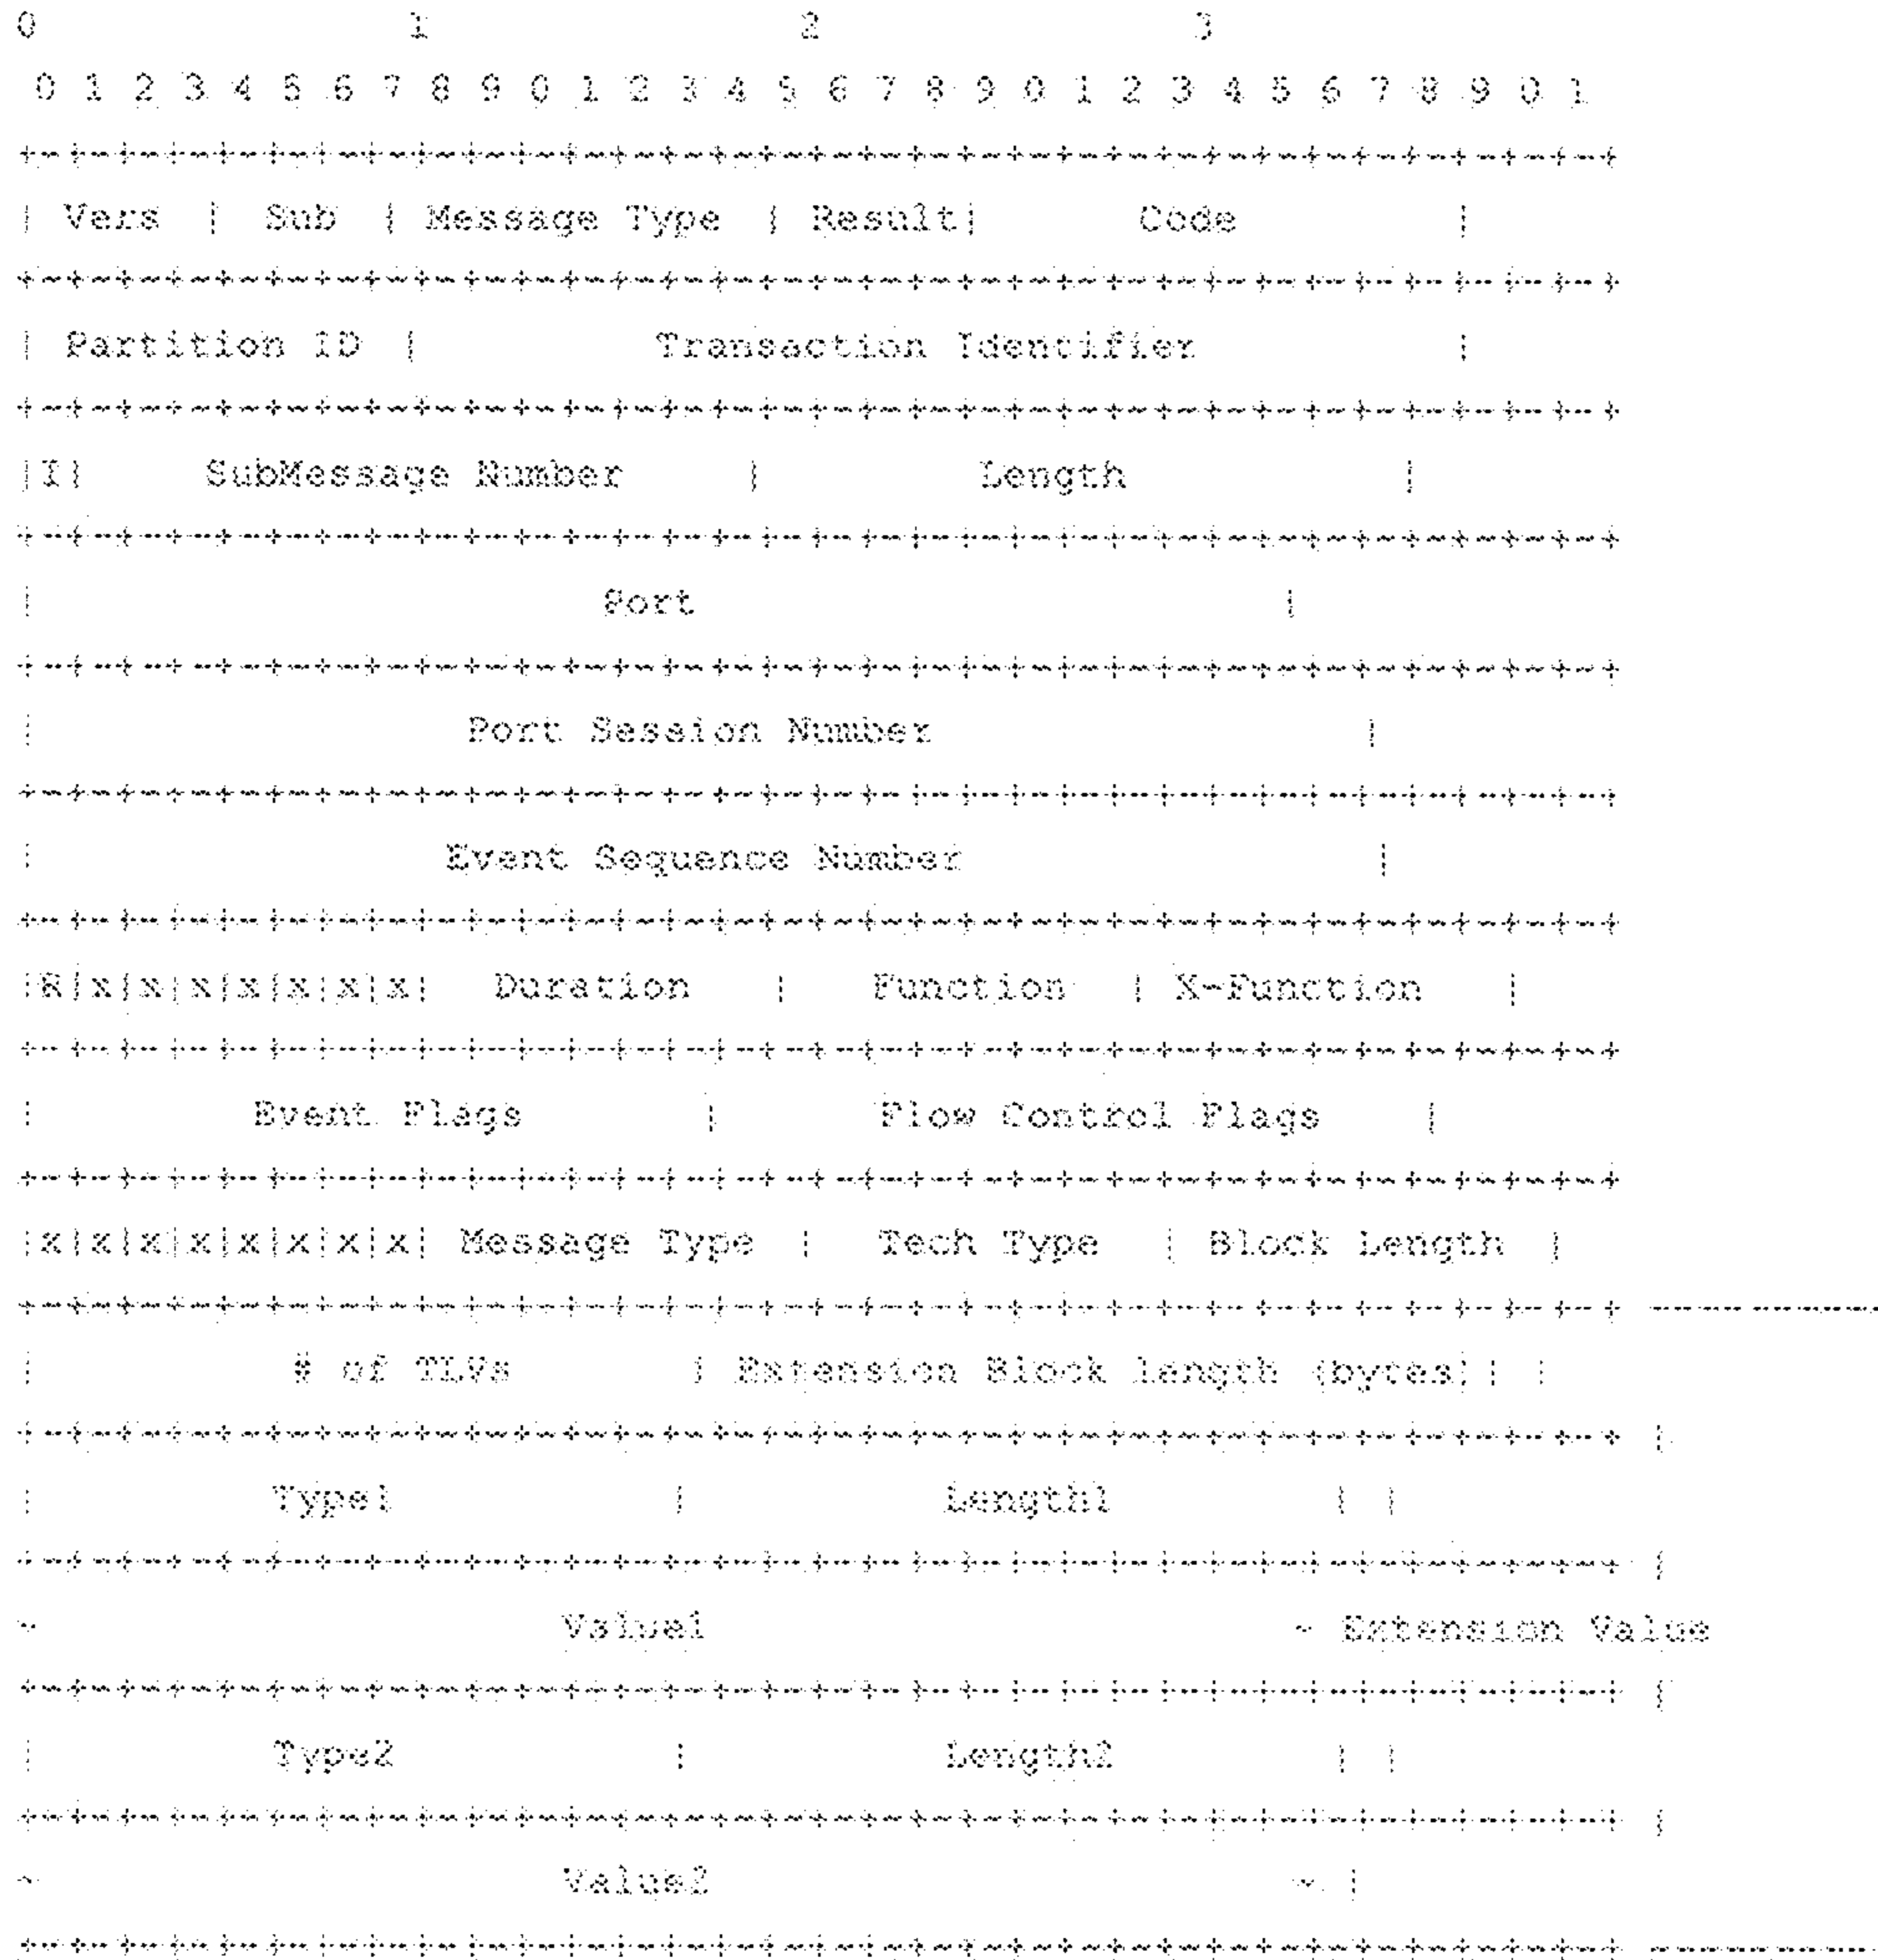 0 1 2 3
0 1 2 3 4 5 6 7 8 9 0 1 2 3 4 5 6 7 8 9 0 1 2 3 4 5 6 7 8 9 0 1
+-+-+-+-+-+-+-+-+-+-+-+-+-+-+-+-+-+-+-+-+-+-+-+-+-+-+-+-+-+-+-+-+
| Vers | Sub | Message Type | Result| Code |
+-+-+-+-+-+-+-+-+-+-+-+-+-+-+-+-+-+-+-+-+-+-+-+-+-+-+-+-+-+-+-+-+
| Partition ID | Transaction Identifier |
+-+-+-+-+-+-+-+-+-+-+-+-+-+-+-+-+-+-+-+-+-+-+-+-+-+-+-+-+-+-+-+-+
|I| SubMessage Number | Length |
+-+-+-+-+-+-+-+-+-+-+-+-+-+-+-+-+-+-+-+-+-+-+-+-+-+-+-+-+-+-+-+-+
| Port |
+-+-+-+-+-+-+-+-+-+-+-+-+-+-+-+-+-+-+-+-+-+-+-+-+-+-+-+-+-+-+-+-+
| Port Session Number |
+-+-+-+-+-+-+-+-+-+-+-+-+-+-+-+-+-+-+-+-+-+-+-+-+-+-+-+-+-+-+-+-+
| Event Sequence Number |
+-+-+-+-+-+-+-+-+-+-+-+-+-+-+-+-+-+-+-+-+-+-+-+-+-+-+-+-+-+-+-+-+
|R|x|x|x|x|x|x|x| Duration | Function | X-Function |
+-+-+-+-+-+-+-+-+-+-+-+-+-+-+-+-+-+-+-+-+-+-+-+-+-+-+-+-+-+-+-+-+
| Event Flags | Flow Control Flags |
+-+-+-+-+-+-+-+-+-+-+-+-+-+-+-+-+-+-+-+-+-+-+-+-+-+-+-+-+-+-+-+-+
|x|x|x|x|x|x|x|x| Message Type | Tech Type | Block Length |
+-+-+-+-+-+-+-+-+-+-+-+-+-+-+-+-+-+-+-+-+-+-+-+-+-+-+-+-+-+-+-+-+ ---------
| # of TLVs | Extension Block length (bytes)| |
+-+-+-+-+-+-+-+-+-+-+-+-+-+-+-+-+-+-+-+-+-+-+-+-+-+-+-+-+-+-+-+-+ |
| Type1 | Length1 | |
+-+-+-+-+-+-+-+-+-+-+-+-+-+-+-+-+-+-+-+-+-+-+-+-+-+-+-+-+-+-+-+-+ |
~ Value1 ~ Extension Value
+-+-+-+-+-+-+-+-+-+-+-+-+-+-+-+-+-+-+-+-+-+-+-+-+-+-+-+-+-+-+-+-+ |
| Type2 | Length2 | |
+-+-+-+-+-+-+-+-+-+-+-+-+-+-+-+-+-+-+-+-+-+-+-+-+-+-+-+-+-+-+-+-+ |
~ Value2 ~ |
+-+-+-+-+-+-+-+-+-+-+-+-+-+-+-+-+-+-+-+-+-+-+-+-+-+-+-+-+-+-+-+-+ ---------